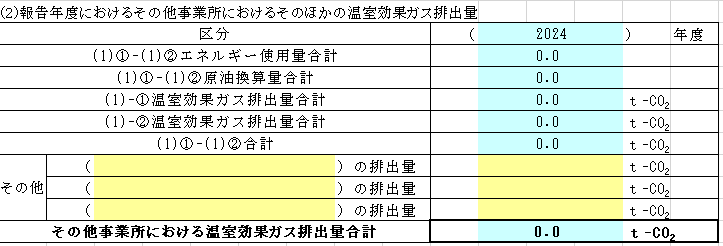 (2)報告年度におけるその他事業所におけるそのほかの温室効果ガス排出量
区分 ( 2024 ) 年度
(1)①-(1)②エネルギー使用量合計 0.0
(1)①-(1)②原油換算量合計 0.0
(1)-①温室効果ガス排出量合計 0.0 t-CO₂
(1)-②温室効果ガス排出量合計 0.0 t-CO₂
(1)①-(1)②合計 0.0 t-CO₂
その他
( ) の排出量 t-CO₂
( ) の排出量 t-CO₂
( ) の排出量 t-CO₂
その他事業所における温室効果ガス排出量合計 0.0 t-CO₂